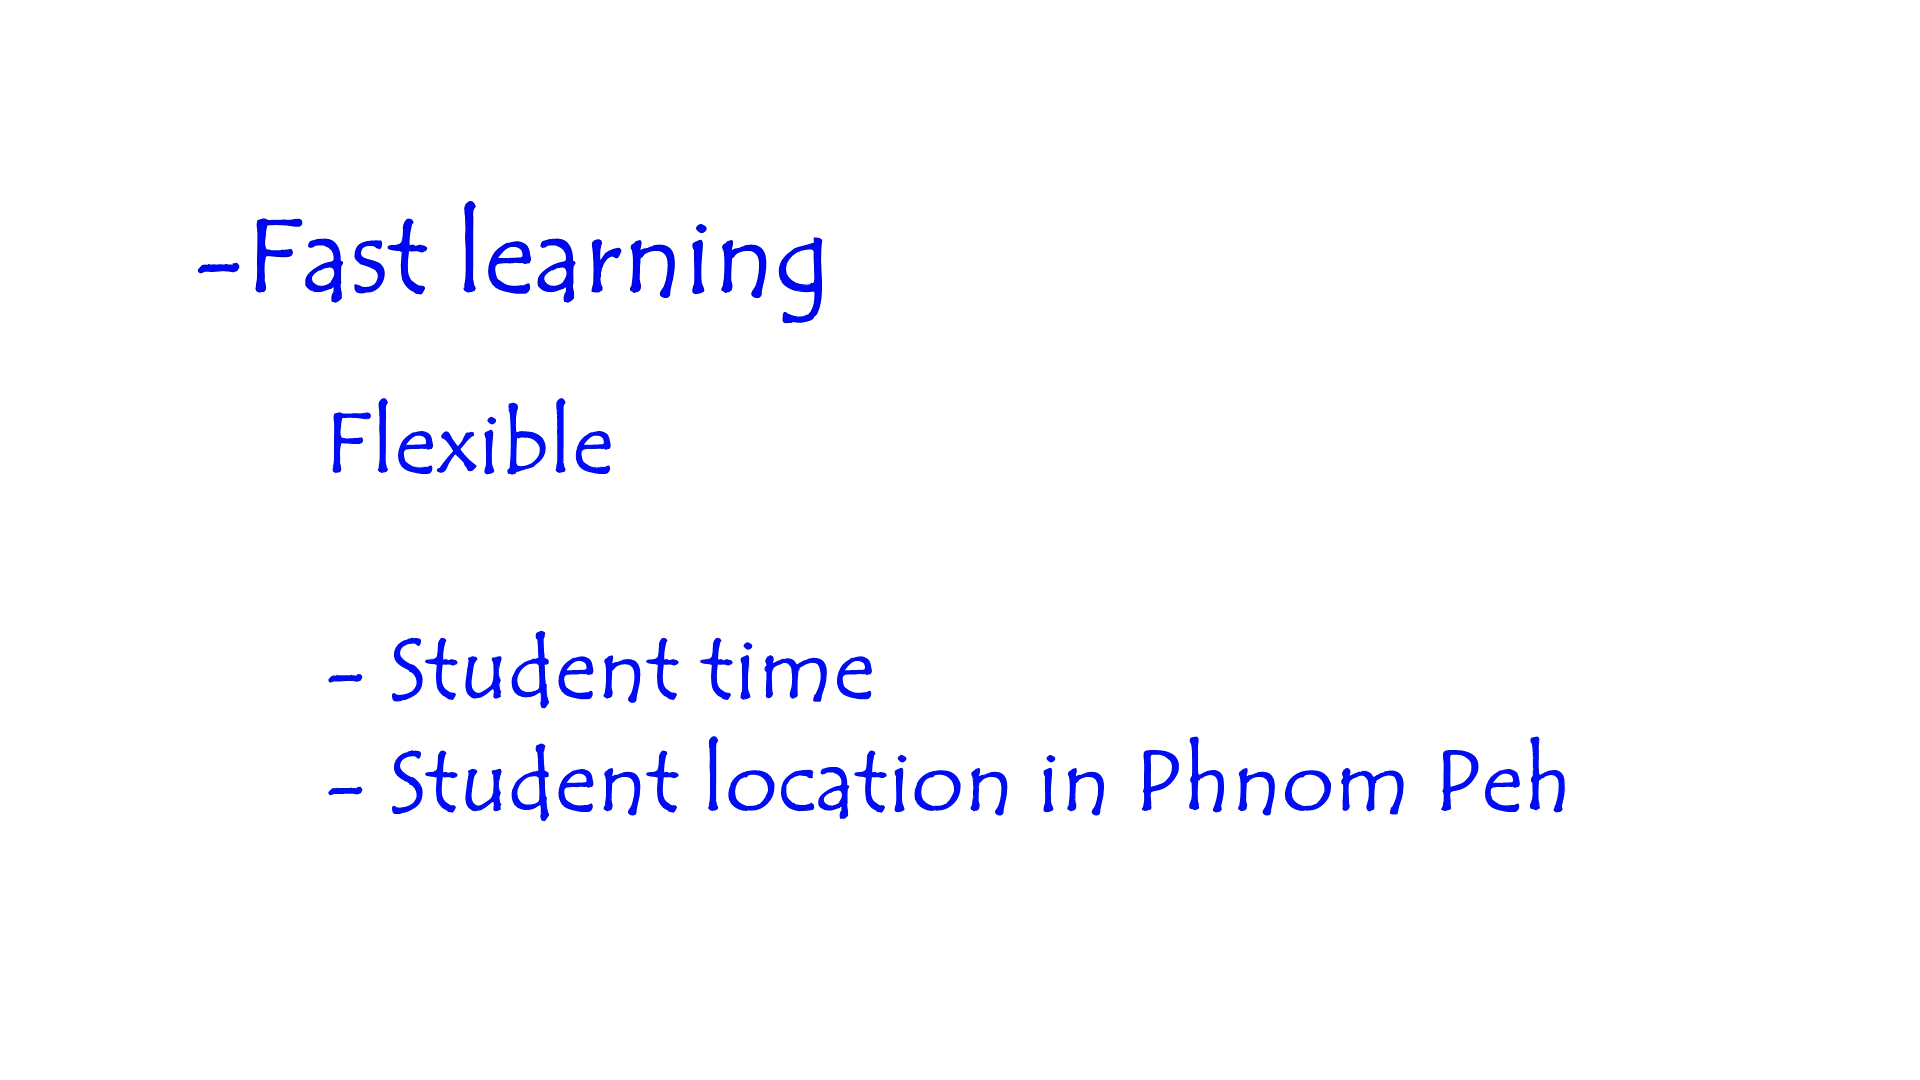 -Fast learning
Flexible
- Student time
- Student location in Phnom Peh